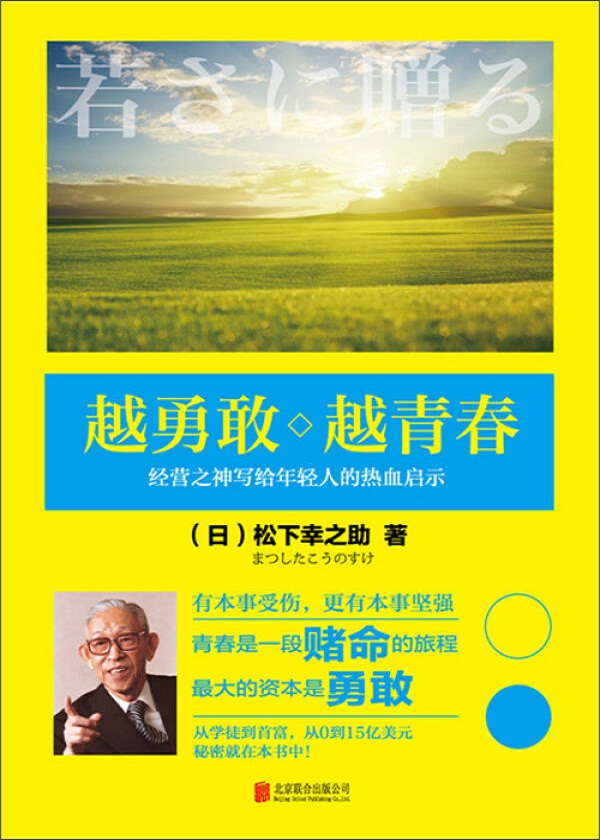 若さに贈る
越勇敢◇越青春
经营之神写给年轻人的热血启示
（日）松下幸之助 著
まつしたこうのすけ
有本事受伤，更有本事坚强
青春是一段赌命的旅程
最大的资本是勇敢
从学徒到首富，从0到15亿美元
秘密就在本书中！
北京联合出版公司
Beijing United Publishing Co.,Ltd.